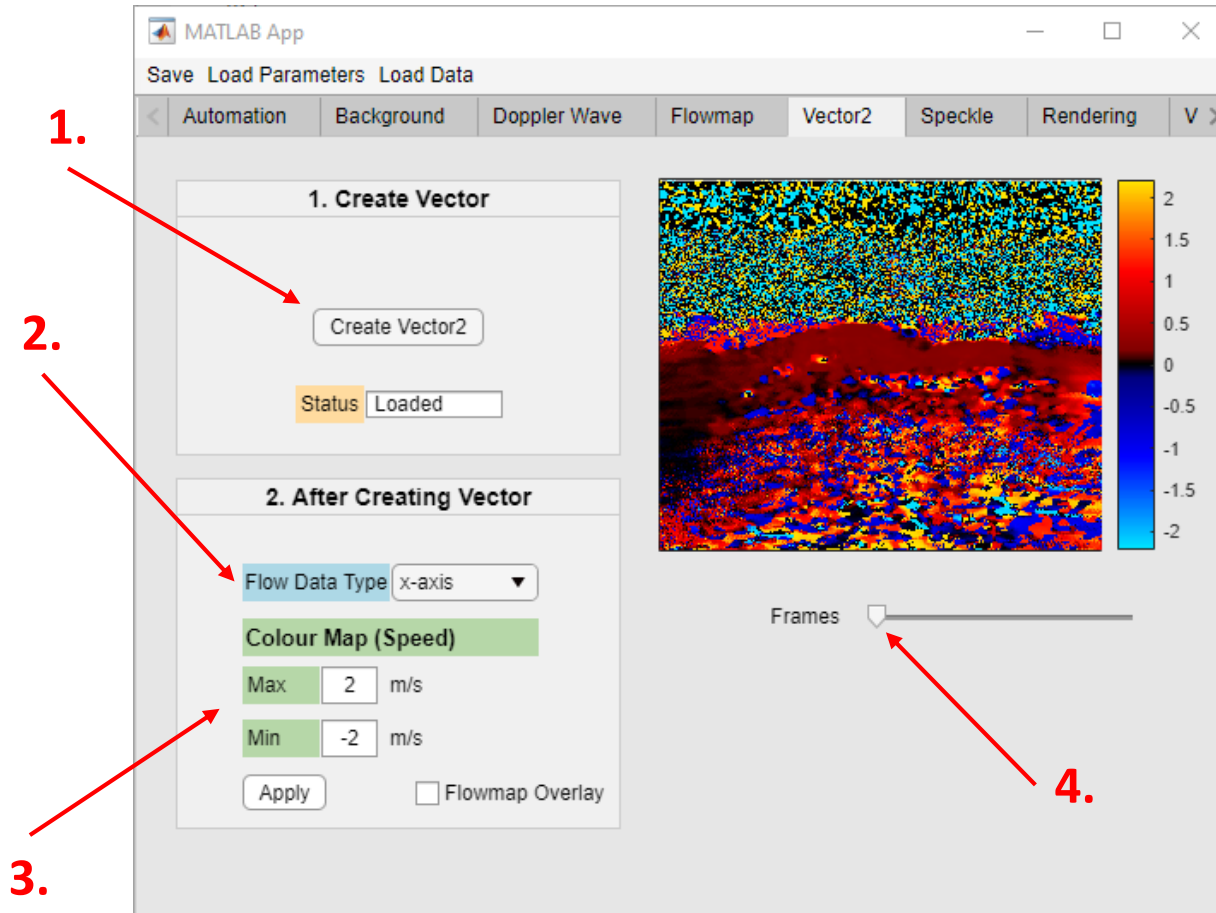 MATLAB App
Save Load Parameters Load Data
Automation Background Doppler Wave Flowmap Vector2 Speckle Rendering V
1.
1. Create Vector
Create Vector2
Status Loaded
2.
2. After Creating Vector
Flow Data Type x-axis
Colour Map (Speed)
Max 2 m/s
Min -2 m/s
Apply Flowmap Overlay
3.
2
1.5
1
0.5
0
-0.5
-1
-1.5
-2
Frames
4.